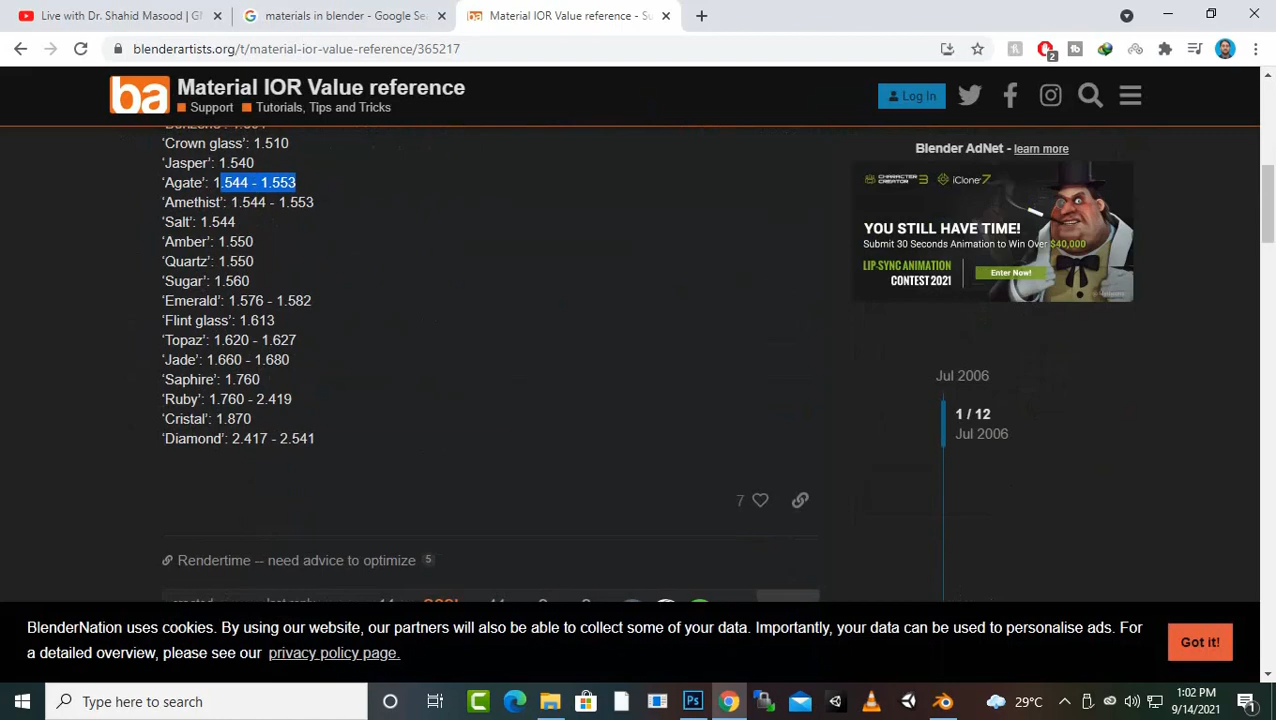 Live with Dr. Shahid Masood | G
materials in blender - Google Se
Material IOR Value reference - S
blenderartists.org/t/material-ior-value-reference/365217
2
ba
Material IOR Value reference
Support
Tutorials, Tips and Tricks
Log In
‘Crown glass’: 1.510
‘Jasper’: 1.540
‘Agate’: 1.544 - 1.553
‘Amethist’: 1.544 - 1.553
‘Salt’: 1.544
‘Amber’: 1.550
‘Quartz’: 1.550
‘Sugar’: 1.560
‘Emerald’: 1.576 - 1.582
‘Flint glass’: 1.613
‘Topaz’: 1.620 - 1.627
‘Jade’: 1.660 - 1.680
‘Saphire’: 1.760
‘Ruby’: 1.760 - 2.419
‘Cristal’: 1.870
‘Diamond’: 2.417 - 2.541
7
Rendertime -- need advice to optimize 5
Blender AdNet - learn more
CHARACTER CREATOR 3
iClone 7
YOU STILL HAVE TIME!
Submit 30 Seconds Animation to Win Over $40,000
LIP-SYNC ANIMATION
CONTEST 2021
Enter Now!
Jul 2006
1 / 12
Jul 2006
BlenderNation uses cookies. By using our website, our partners will also be able to collect some of your data. Importantly, your data can be used to personalise ads. For
a detailed overview, please see our privacy policy page.
Got it!
Type here to search
Ps
29°C
1:02 PM
9/14/2021
1